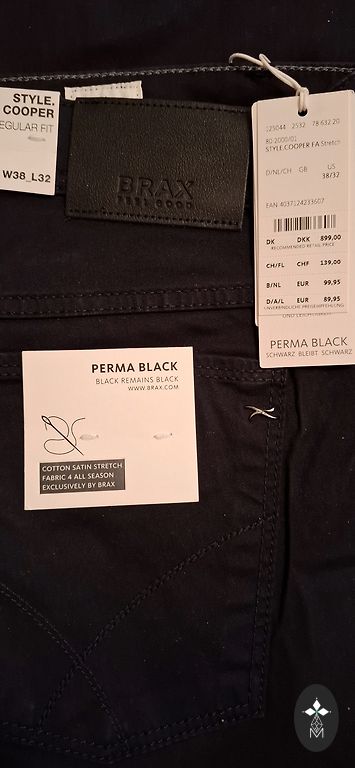 STYLE.
COOPER
EGULAR FIT
W38_L32
BRAX
FEEL GOOD
125044 2532 78 632 20
80-2000/01
STYLE.COOPER FA Stretch
D/NL/CH GB US
38/32
EAN 4037124233607
DK DKK 899,00
RECOMMENDED RETAIL PRICE
CH/FL CHF 139,00
B/NL EUR 99,95
D/A/L EUR 89,95
UNVERBINDLICHE PREISEMPFEHLUNG
PERMA BLACK
SCHWARZ BLEIBT SCHWARZ
PERMA BLACK
BLACK REMAINS BLACK
WWW.BRAX.COM
COTTON SATIN STRETCH
FABRIC 4 ALL SEASON
EXCLUSIVELY BY BRAX
M